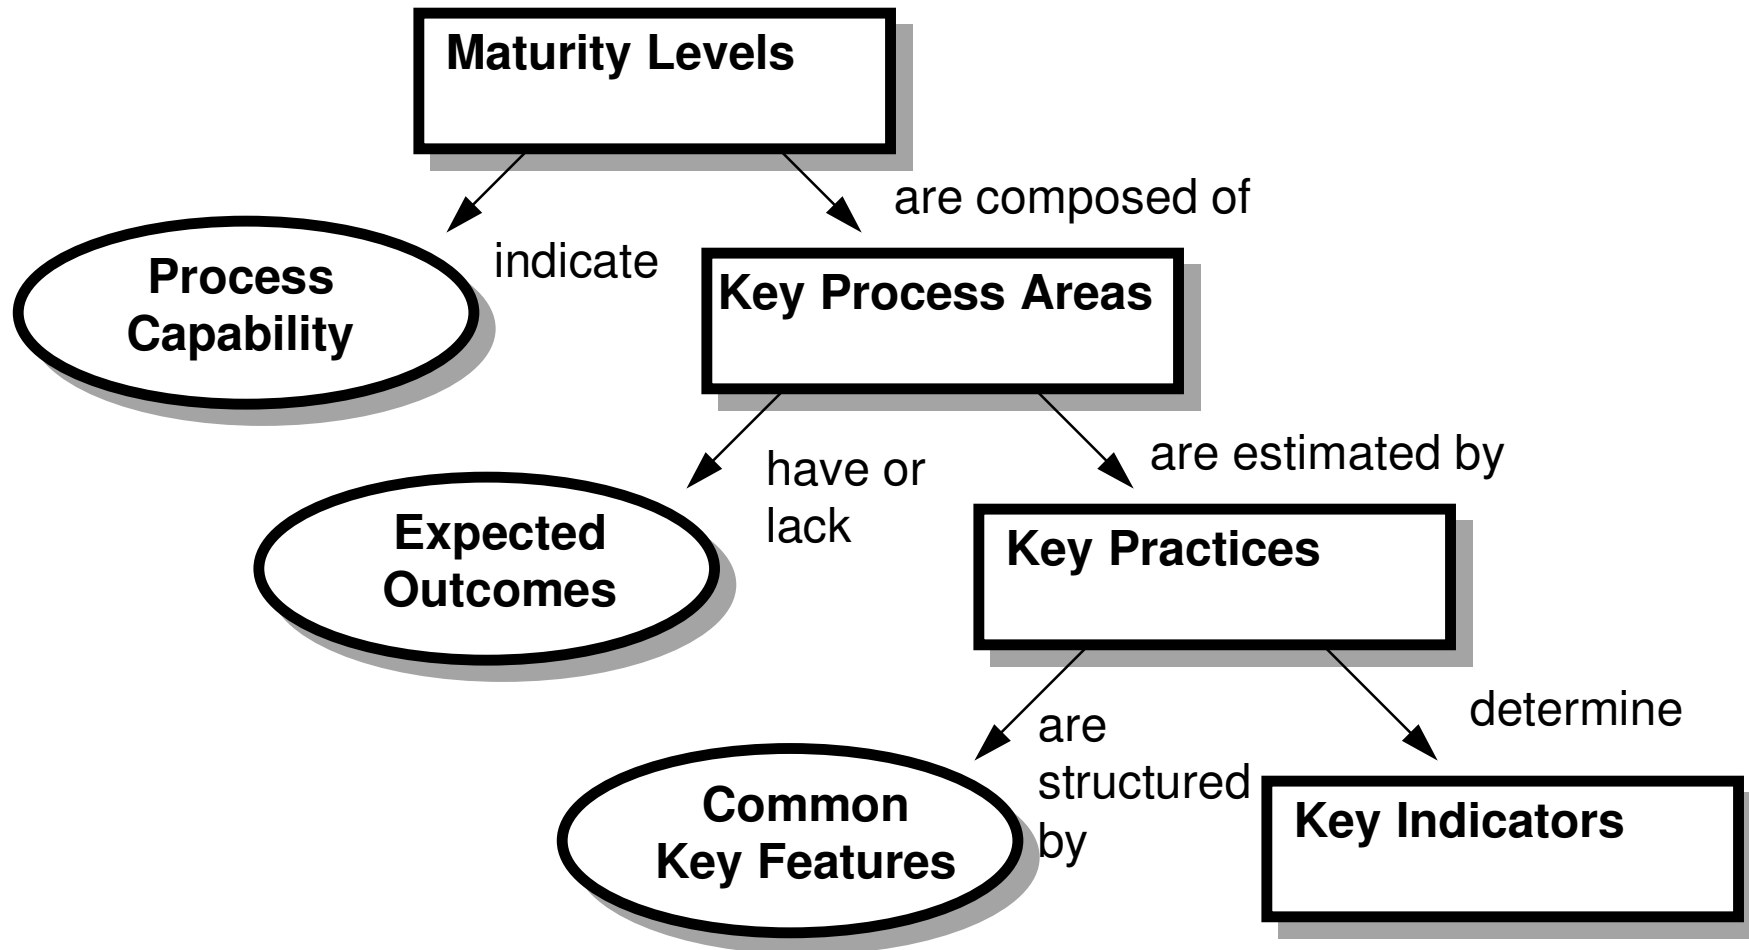 Maturity Levels
are composed of
indicate
Process
Capability
Key Process Areas
have or
lack
are estimated by
Expected
Outcomes
Key Practices
are
structured
by
determine
Common
Key Features
Key Indicators